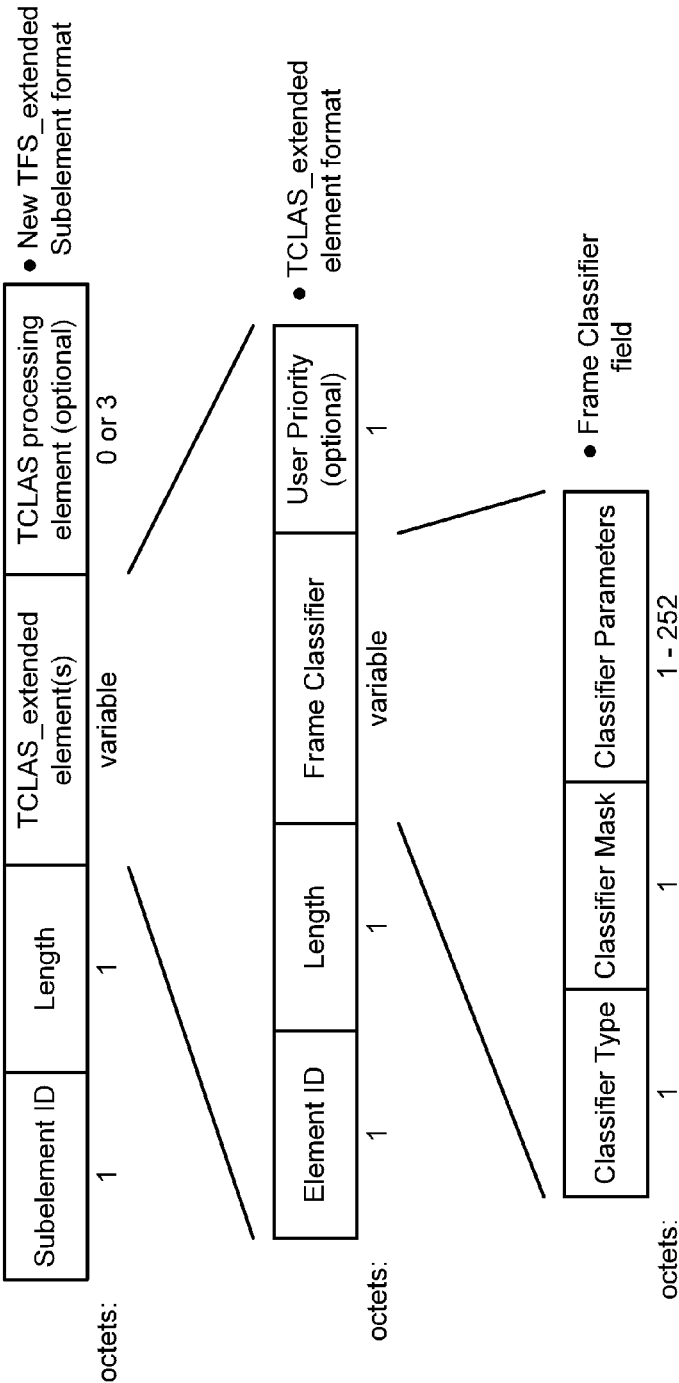 Subelement ID
Length
TCLAS_extended
element(s)
TCLAS processing
element (optional)
● New TFS_extended
Subelement format
octets:
1
1
variable
0 or 3
Element ID
Length
Frame Classifier
User Priority
(optional)
● TCLAS_extended
element format
octets:
1
1
variable
1
Classifier Type
Classifier Mask
Classifier Parameters
● Frame Classifier
field
octets:
1
1
1 - 252